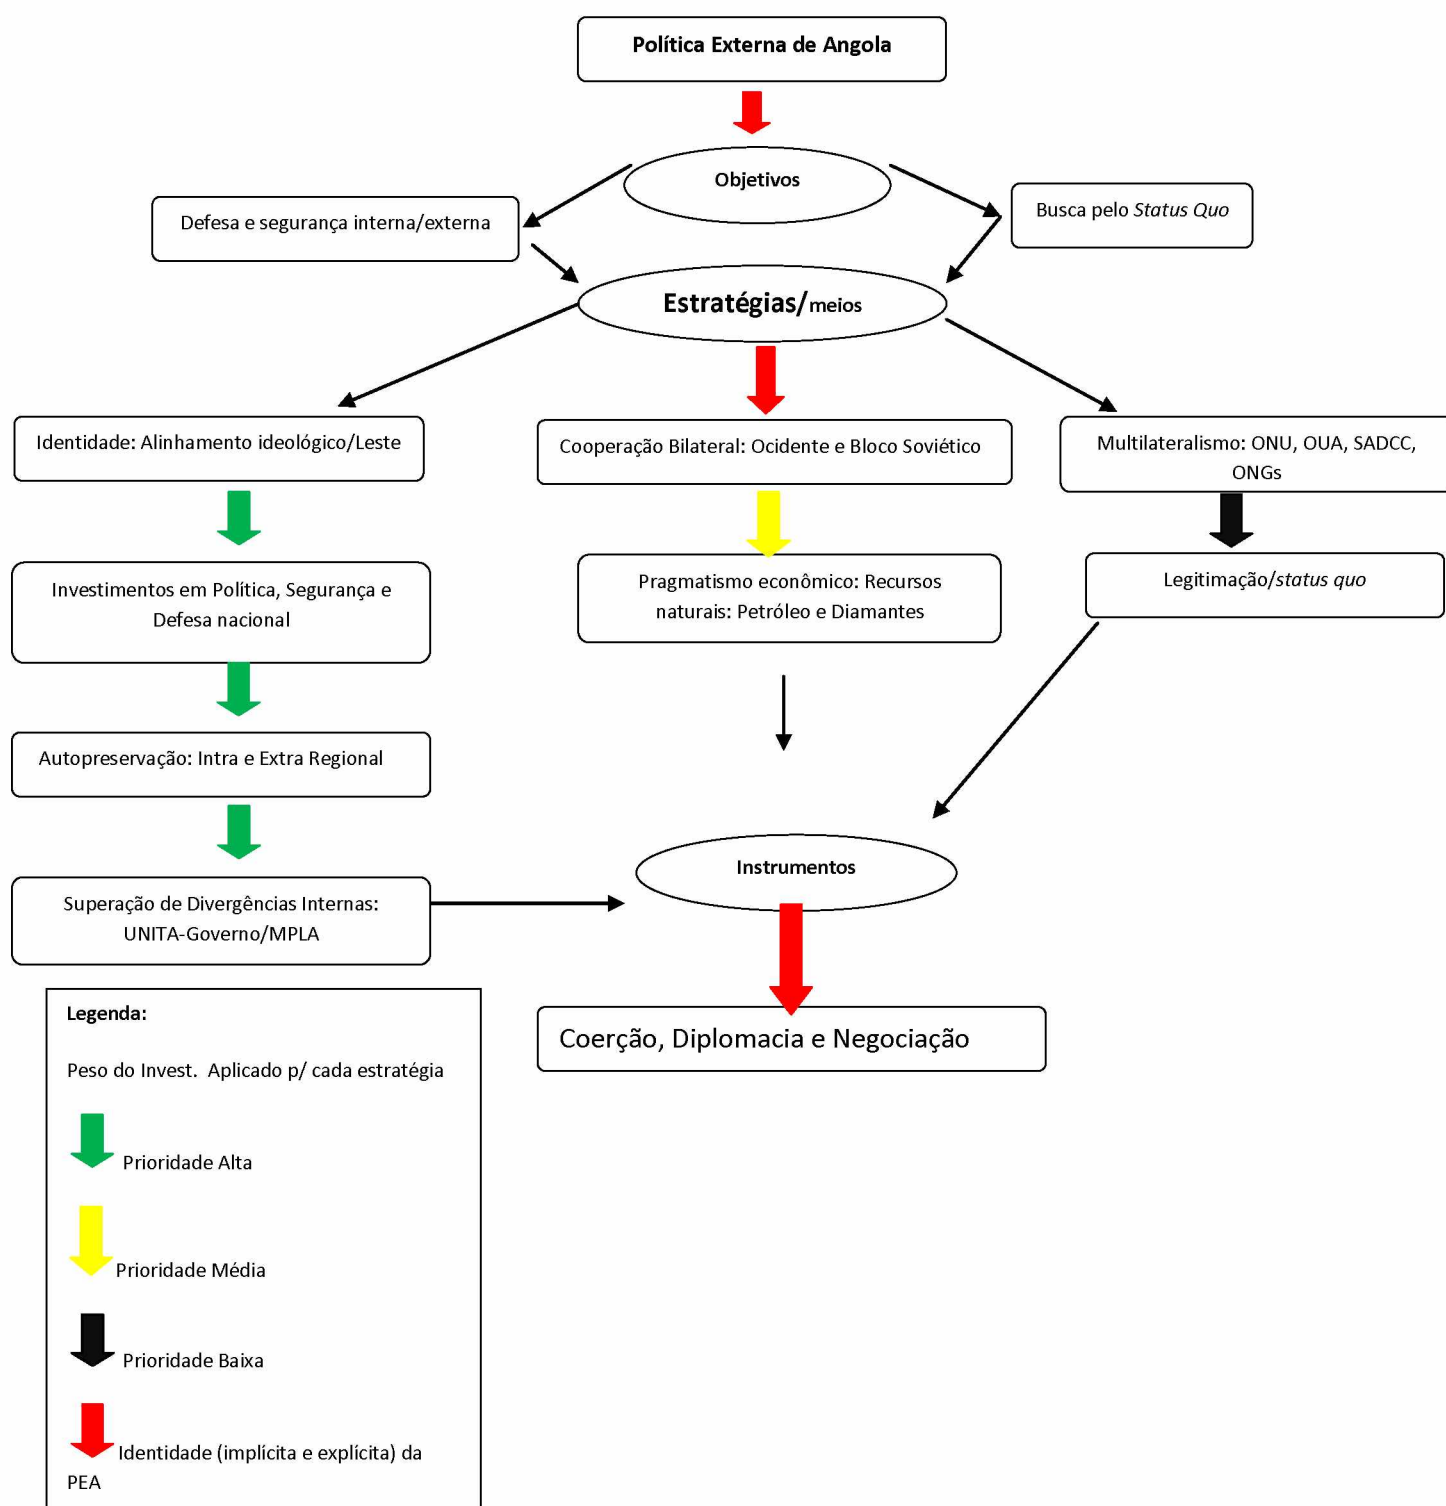 Política Externa de Angola
Objetivos
Defesa e segurança interna/externa
Busca pelo Status Quo
Estratégias/meios
Identidade: Alinhamento ideológico/Leste
Cooperação Bilateral: Ocidente e Bloco Soviético
Multilateralismo: ONU, OUA, SADCC,
ONGs
Investimentos em Política, Segurança e
Defesa nacional
Pragmatismo econômico: Recursos
naturais: Petróleo e Diamantes
Legitimação/status quo
Autopreservação: Intra e Extra Regional
Superação de Divergências Internas:
UNITA-Governo/MPLA
Instrumentos
Coerção, Diplomacia e Negociação
Legenda:
Peso do Invest. Aplicado p/ cada estratégia
Prioridade Alta
Prioridade Média
Prioridade Baixa
Identidade (implícita e explícita) da
PEA